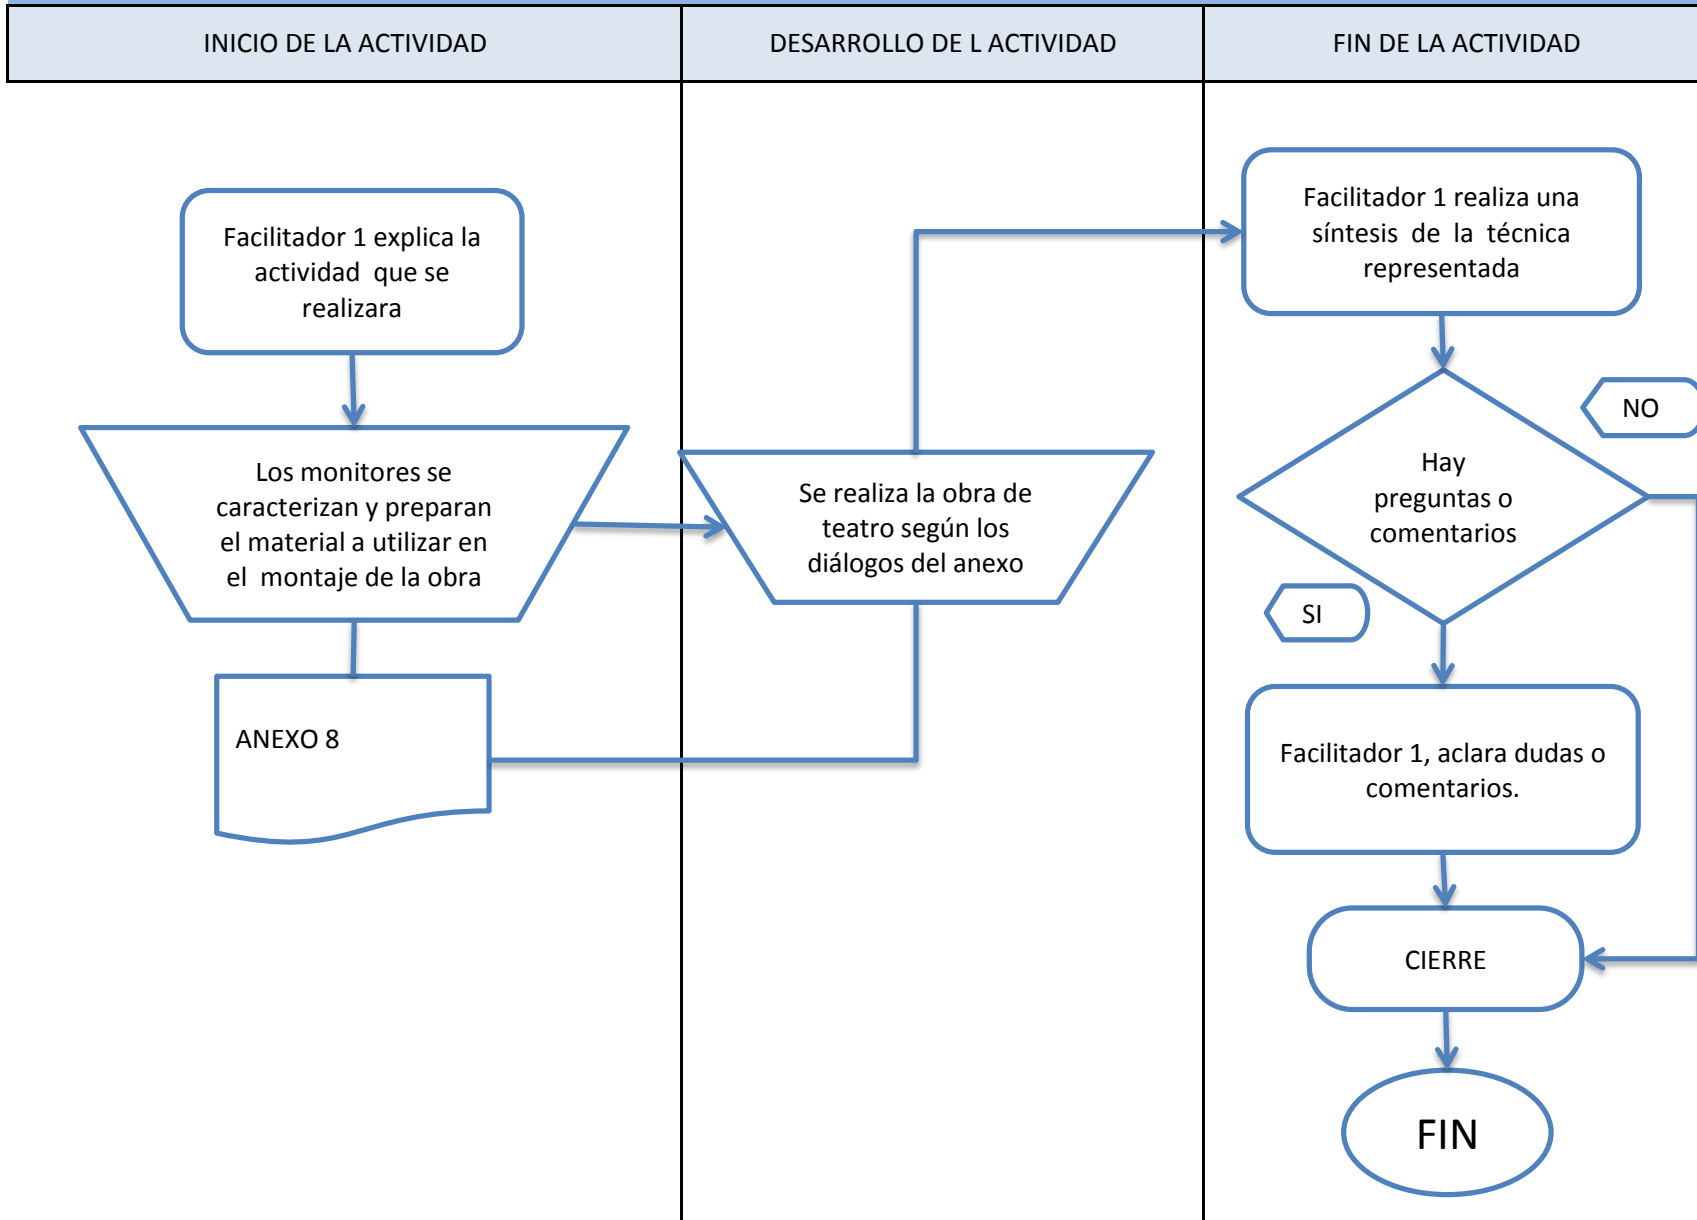 INICIO DE LA ACTIVIDAD
DESARROLLO DE L ACTIVIDAD
FIN DE LA ACTIVIDAD
Facilitador 1 explica la
actividad que se
realizara
Los monitores se
caracterizan y preparan
el material a utilizar en
el montaje de la obra
ANEXO 8
Se realiza la obra de
teatro según los
diálogos del anexo
Facilitador 1 realiza una
síntesis de la técnica
representada
NO
Hay
preguntas o
comentarios
SI
Facilitador 1, aclara dudas o
comentarios.
CIERRE
FIN